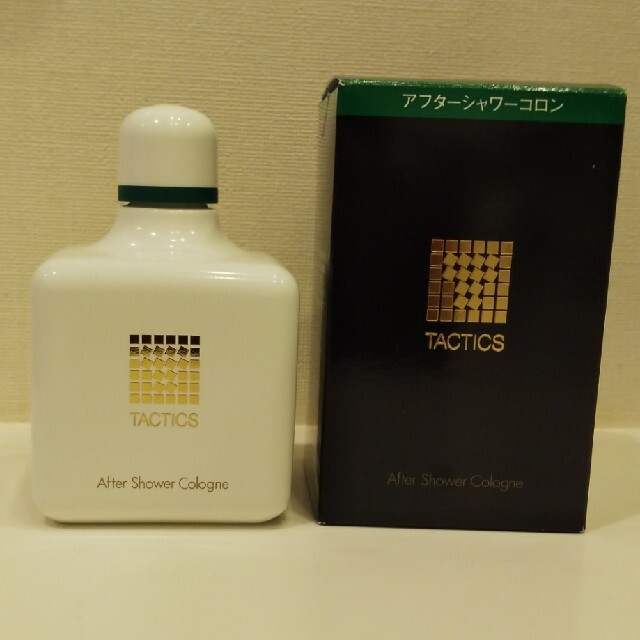 TACTICS
After Shower Cologne
アフターシャワーコロン
TACTICS
After Shower Cologne